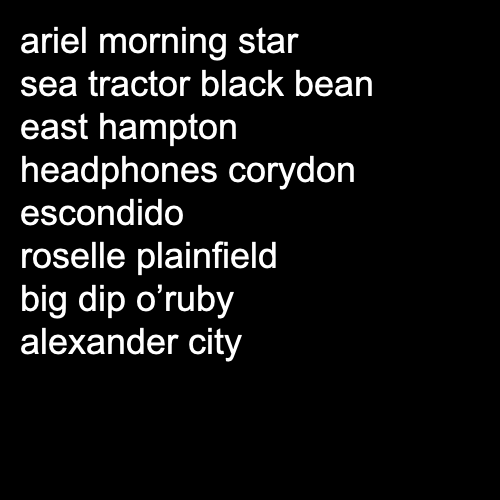 ariel morning star
sea tractor black bean
east hampton
headphones corydon
escondido
roselle plainfield
big dip o’ruby
alexander city